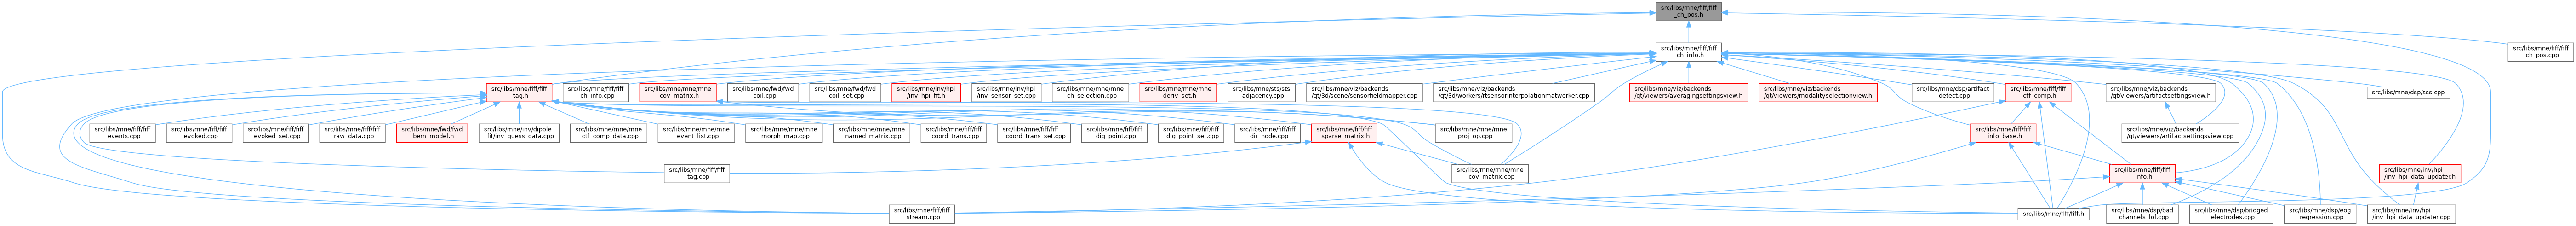 src/libs/mne/fiff/fiff
_ch_pos.h
src/libs/mne/fiff/fiff
_ch_info.h
src/libs/mne/fiff/fiff
_ch_pos.cpp
src/libs/mne/fiff/fiff
_tag.h
src/libs/mne/fiff/fiff
_ch_info.cpp
src/libs/mne/mne/mne
_cov_matrix.h
src/libs/mne/fwd/fwd
_coil.cpp
src/libs/mne/fwd/fwd
_coil_set.cpp
src/libs/mne/inv/hpi
/inv_hpi_fit.h
src/libs/mne/inv/hpi
/inv_sensor_set.cpp
src/libs/mne/mne/mne
_ch_selection.cpp
src/libs/mne/mne/mne
_deriv_set.h
src/libs/mne/sts/sts
_adjacency.cpp
src/libs/mne/viz/backends
/qt/3d/scene/sensorfieldmapper.cpp
src/libs/mne/viz/backends
/qt/3d/workers/rtsensorinterpolationmatworker.cpp
src/libs/mne/viz/backends
/qt/viewers/averagingsettingsview.h
src/libs/mne/viz/backends
/qt/viewers/modalityselectionview.h
src/libs/mne/dsp/artifact
_detect.cpp
src/libs/mne/fiff/fiff
_ctf_comp.h
src/libs/mne/viz/backends
/qt/viewers/artifactsettingsview.h
src/libs/mne/dsp/sss.cpp
src/libs/mne/fiff/fiff
_events.cpp
src/libs/mne/fiff/fiff
_evoked.cpp
src/libs/mne/fiff/fiff
_evoked_set.cpp
src/libs/mne/fiff/fiff
_raw_data.cpp
src/libs/mne/fwd/fwd
_bem_model.h
src/libs/mne/inv/dipole
_fit/inv_guess_data.cpp
src/libs/mne/mne/mne
_ctf_comp_data.cpp
src/libs/mne/mne/mne
_event_list.cpp
src/libs/mne/mne/mne
_morph_map.cpp
src/libs/mne/mne/mne
_named_matrix.cpp
src/libs/mne/fiff/fiff
_coord_trans.cpp
src/libs/mne/fiff/fiff
_coord_trans_set.cpp
src/libs/mne/fiff/fiff
_dig_point.cpp
src/libs/mne/fiff/fiff
_dig_point_set.cpp
src/libs/mne/fiff/fiff
_dir_node.cpp
src/libs/mne/fiff/fiff
_sparse_matrix.h
src/libs/mne/mne/mne
_proj_op.cpp
src/libs/mne/fiff/fiff
_info_base.h
src/libs/mne/viz/backends
/qt/viewers/artifactsettingsview.cpp
src/libs/mne/fiff/fiff
_tag.cpp
src/libs/mne/mne/mne
_cov_matrix.cpp
src/libs/mne/fiff/fiff
_info.h
src/libs/mne/inv/hpi
/inv_hpi_data_updater.h
src/libs/mne/fiff/fiff
_stream.cpp
src/libs/mne/fiff/fiff.h
src/libs/mne/dsp/bad
_channels_lof.cpp
src/libs/mne/dsp/bridged
_electrodes.cpp
src/libs/mne/dsp/eog
_regression.cpp
src/libs/mne/inv/hpi
/inv_hpi_data_updater.cpp